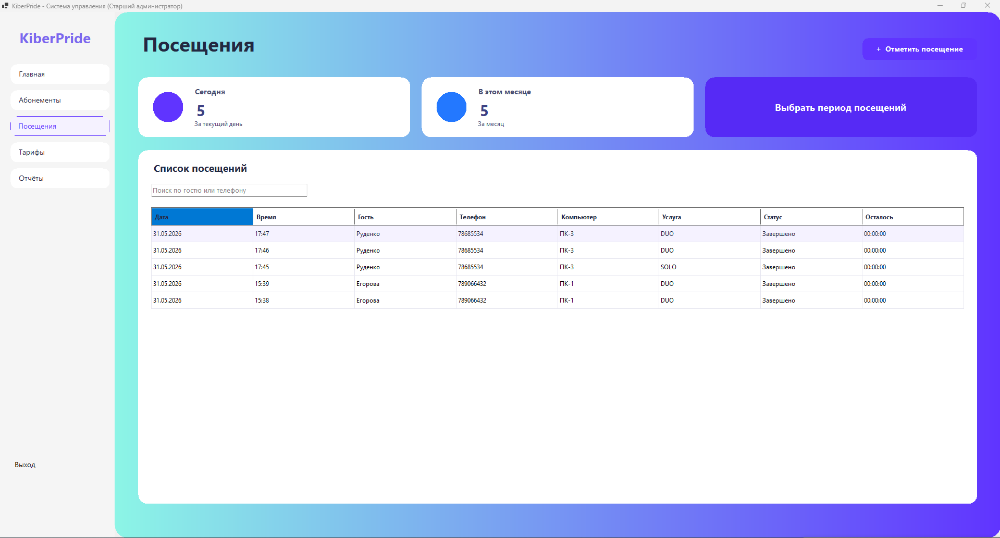 KiberPride - Система управления (Старший администратор)
KiberPride
Главная
Абонементы
Посещения
Тарифы
Отчёты
Выход
Посещения
+ Отметить посещение
Сегодня
5
За текущий день
В этом месяце
5
За месяц
Выбрать период посещений
Список посещений
Поиск по гостю или телефону
Дата Время Гость Телефон Компьютер Услуга Статус Осталось
31.05.2026 17:47 Руденко 78685534 ПК-3 DUO Завершено 00:00:00
31.05.2026 17:46 Руденко 78685534 ПК-3 DUO Завершено 00:00:00
31.05.2026 17:45 Руденко 78685534 ПК-3 SOLO Завершено 00:00:00
31.05.2026 15:39 Егорова 789066432 ПК-1 DUO Завершено 00:00:00
31.05.2026 15:38 Егорова 789066432 ПК-1 DUO Завершено 00:00:00